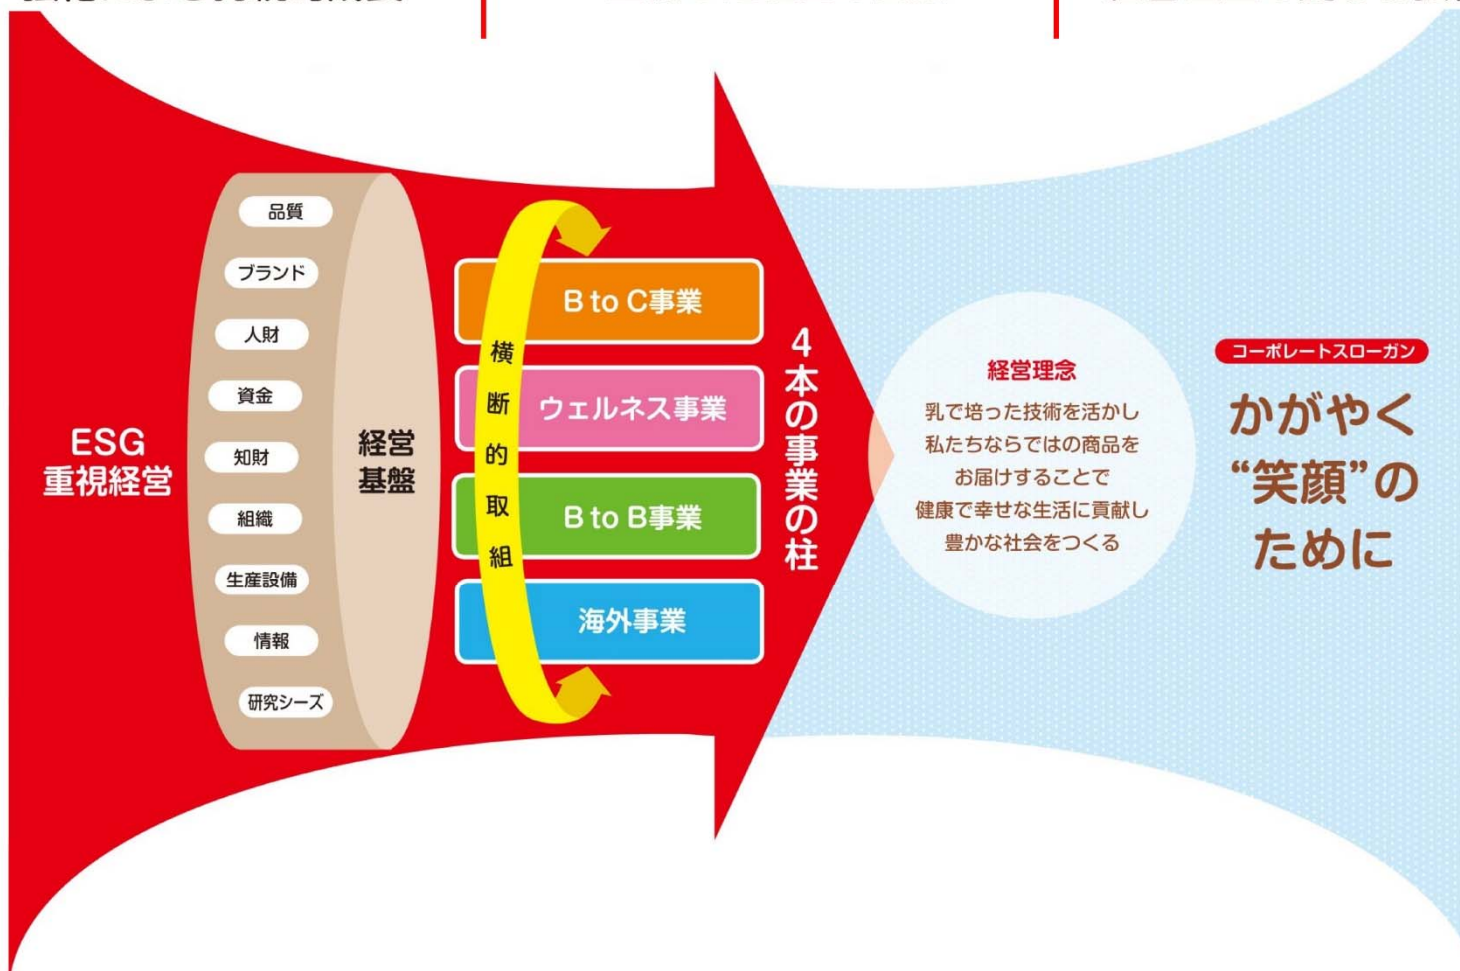 ESG
重視経営
品質
ブランド
人財
資金
知財
組織
生産設備
情報
研究シーズ
経営
基盤
横断的取組
B to C事業
ウェルネス事業
B to B事業
海外事業
4本の事業の柱
経営理念
乳で培った技術を活かし
私たちならではの商品を
お届けすることで
健康で幸せな生活に貢献し
豊かな社会をつくる
コーポレートスローガン
かがやく
“笑顔”の
ために